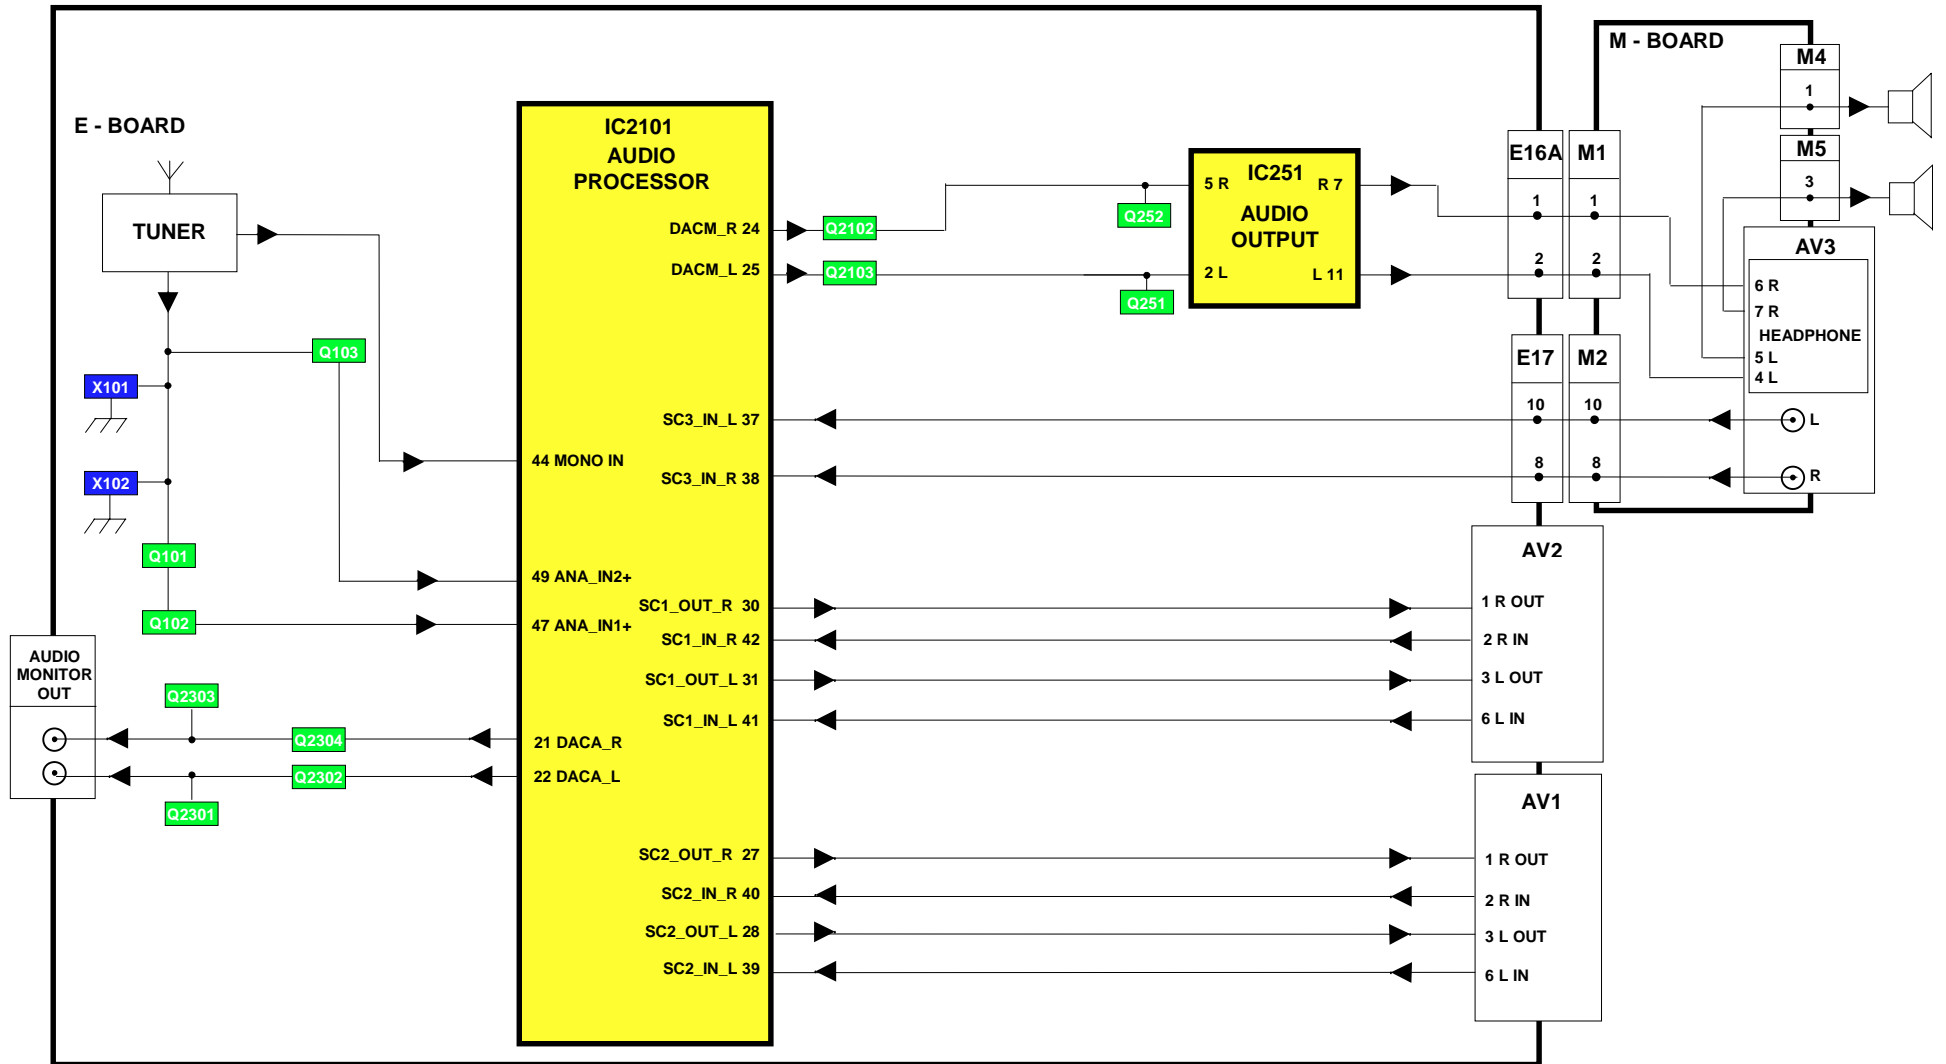 M - BOARD
M4
1
E - BOARD
IC2101
AUDIO
PROCESSOR
M5
3
E16A
M1
IC251
AUDIO
OUTPUT
5 R
R 7
2 L
L 11
1
1
2
2
TUNER
DACM_R 24
Q2102
Q252
DACM_L 25
Q2103
Q251
AV3
6 R
7 R
HEADPHONE
5 L
4 L
Q103
X101
E17
M2
SC3_IN_L 37
10
10
L
44 MONO IN
SC3_IN_R 38
8
8
R
X102
Q101
AV2
49 ANA_IN2+
SC1_OUT_R 30
1 R OUT
Q102
47 ANA_IN1+
SC1_IN_R 42
2 R IN
AUDIO
MONITOR
OUT
SC1_OUT_L 31
3 L OUT
Q2303
SC1_IN_L 41
6 L IN
Q2304
21 DACA_R
Q2302
22 DACA_L
Q2301
AV1
SC2_OUT_R 27
1 R OUT
SC2_IN_R 40
2 R IN
SC2_OUT_L 28
3 L OUT
SC2_IN_L 39
6 L IN